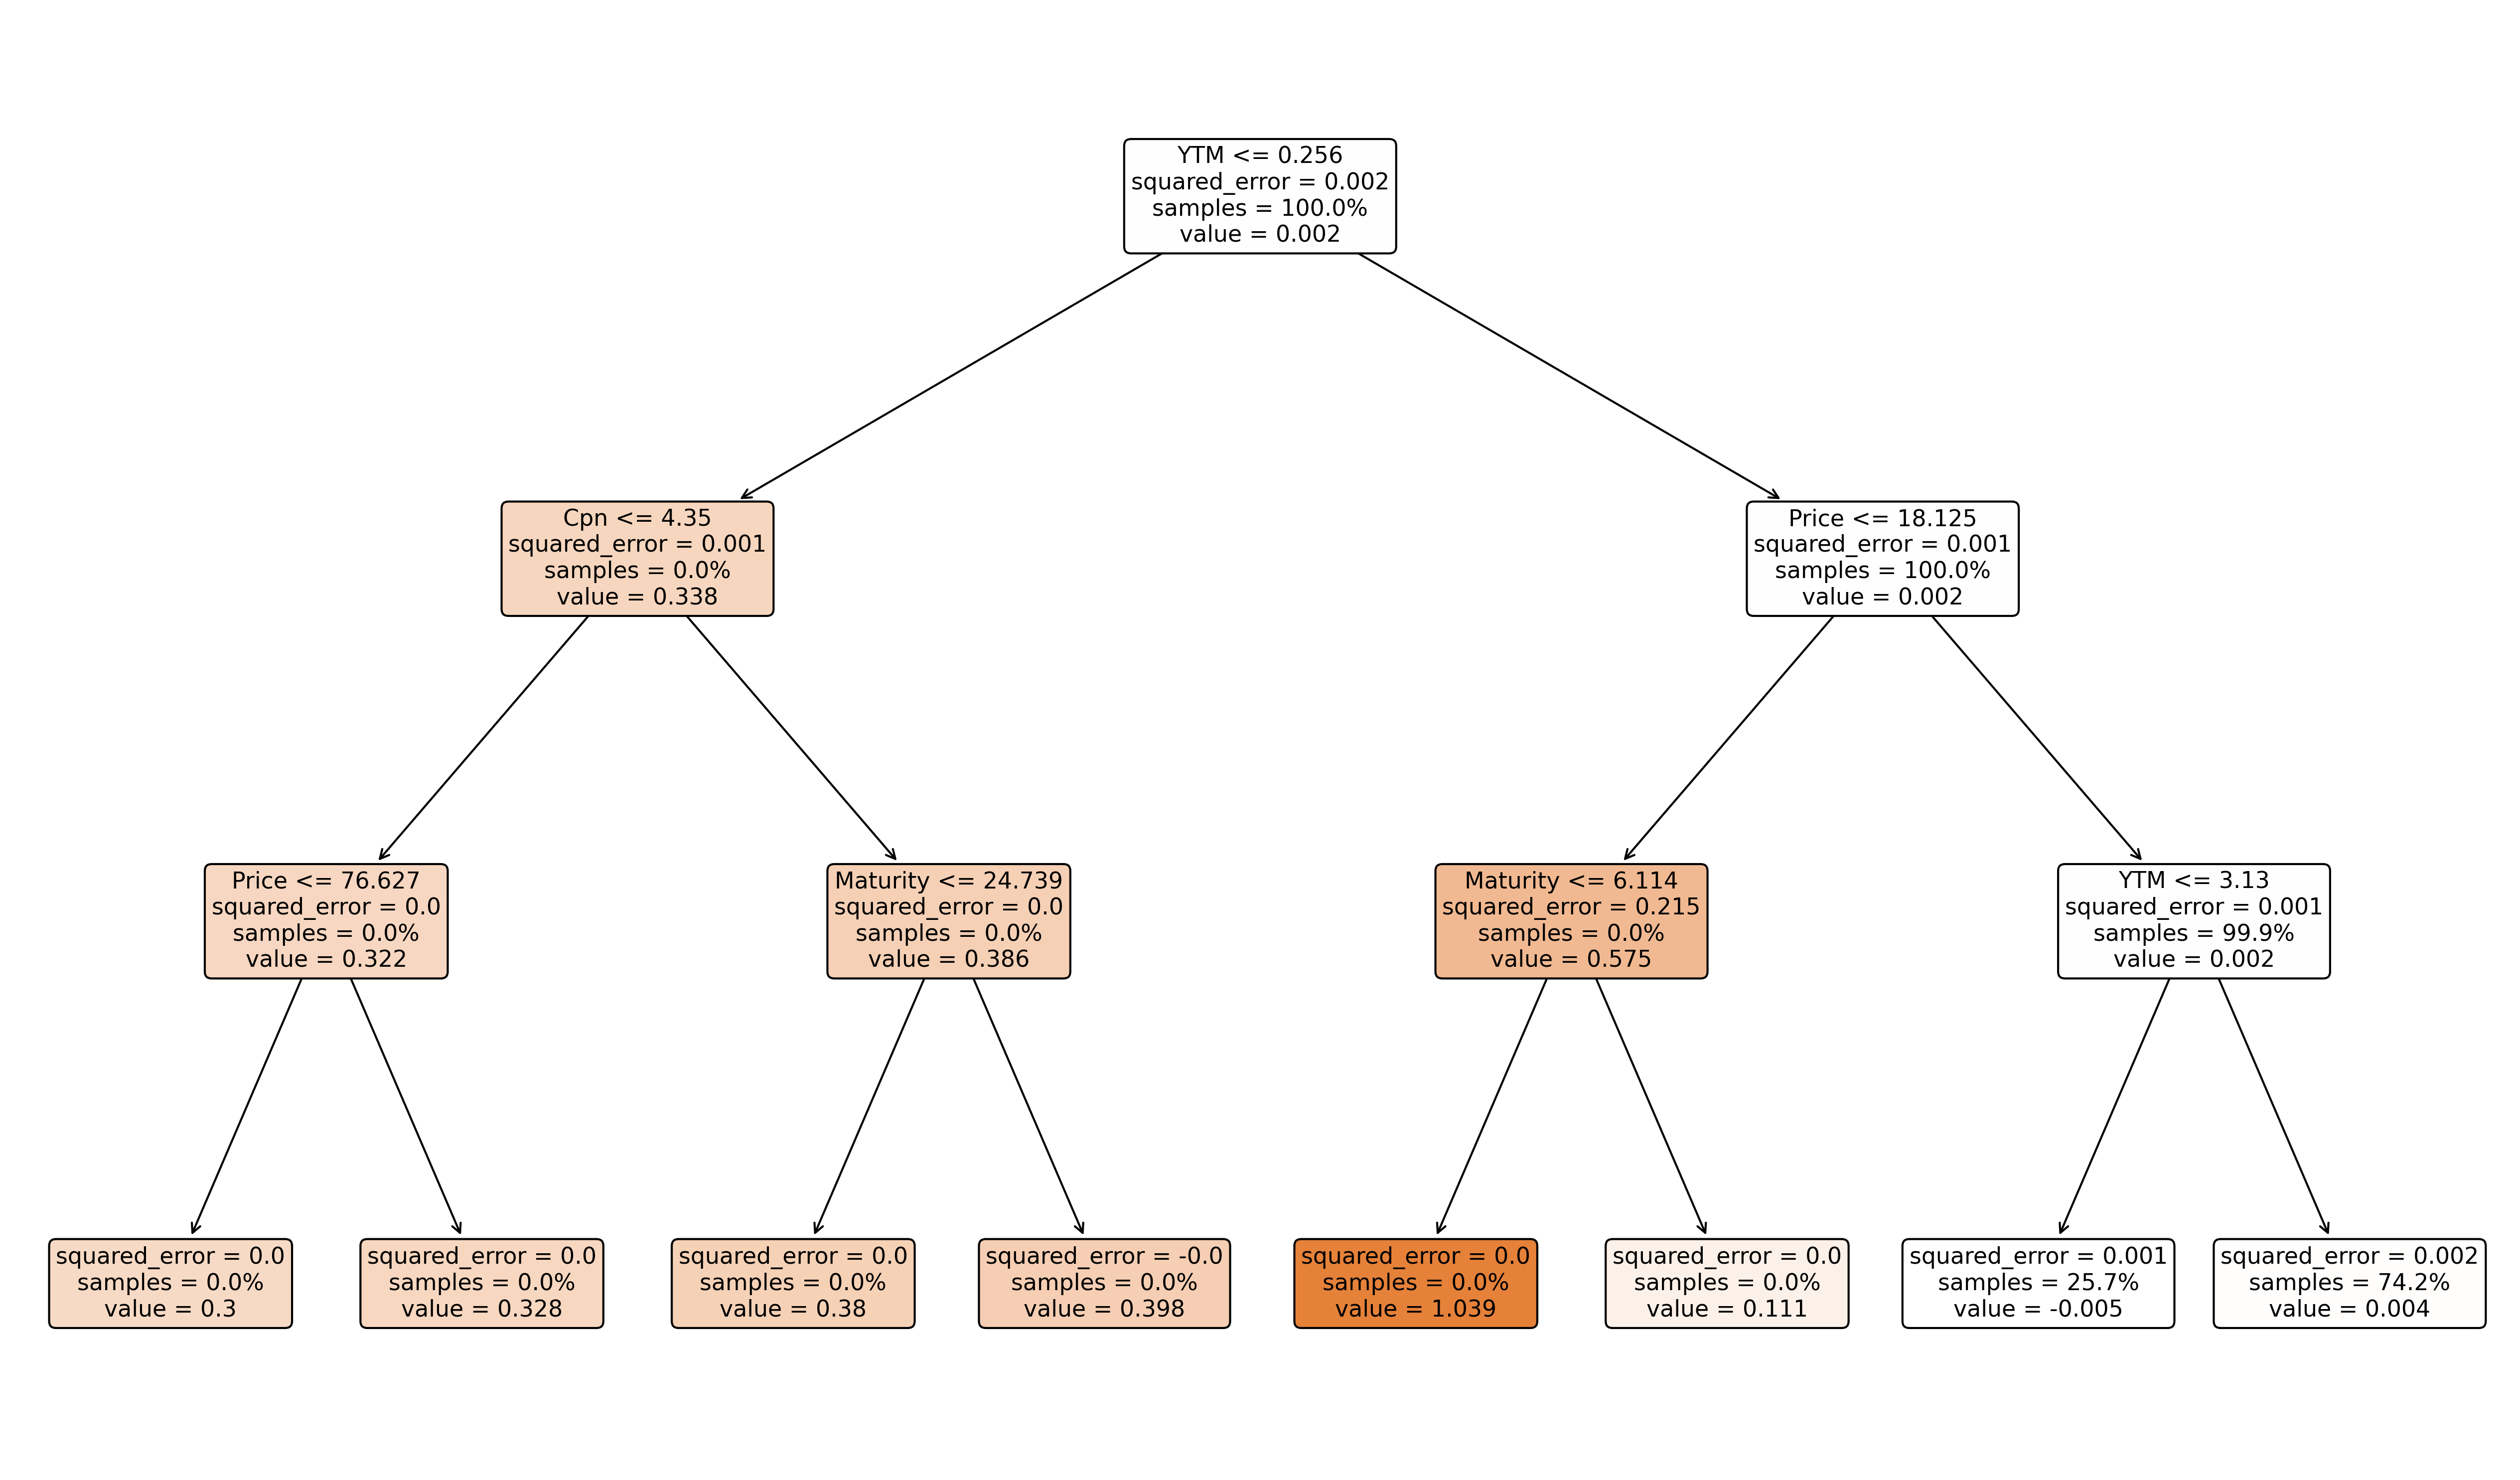 YTM <= 0.256
squared_error = 0.002
samples = 100.0%
value = 0.002
Cpn <= 4.35
squared_error = 0.001
samples = 0.0%
value = 0.338
Price <= 18.125
squared_error = 0.001
samples = 100.0%
value = 0.002
Price <= 76.627
squared_error = 0.0
samples = 0.0%
value = 0.322
Maturity <= 24.739
squared_error = 0.0
samples = 0.0%
value = 0.386
Maturity <= 6.114
squared_error = 0.215
samples = 0.0%
value = 0.575
YTM <= 3.13
squared_error = 0.001
samples = 99.9%
value = 0.002
squared_error = 0.0
samples = 0.0%
value = 0.3
squared_error = 0.0
samples = 0.0%
value = 0.328
squared_error = 0.0
samples = 0.0%
value = 0.38
squared_error = -0.0
samples = 0.0%
value = 0.398
squared_error = 0.0
samples = 0.0%
value = 1.039
squared_error = 0.0
samples = 0.0%
value = 0.111
squared_error = 0.001
samples = 25.7%
value = -0.005
squared_error = 0.002
samples = 74.2%
value = 0.004